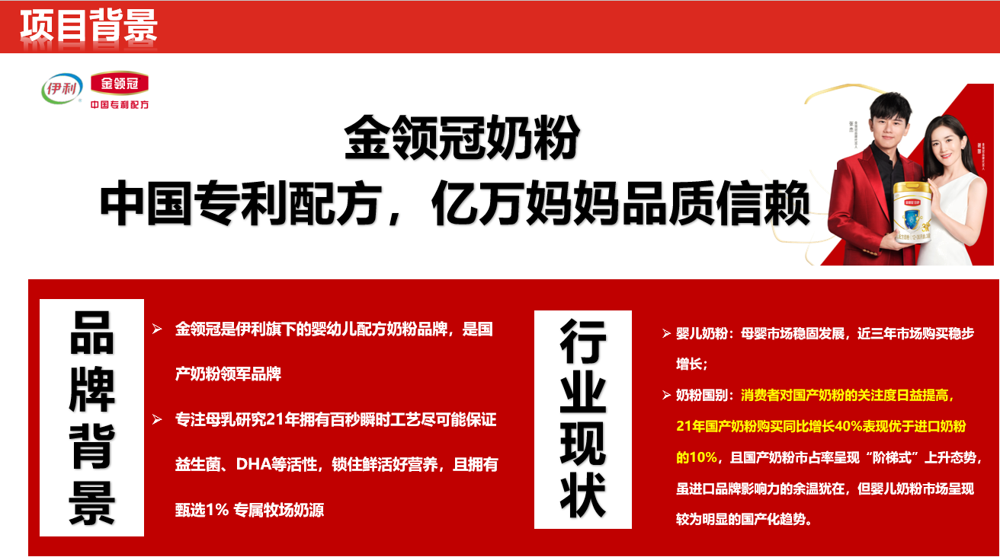 项目背景
伊利
金领冠
中国专利配方
金领冠奶粉
中国专利配方，亿万妈妈品质信赖
张杰
谢娜
品牌背景
金领冠是伊利旗下的婴幼儿配方奶粉品牌，是国
产奶粉领军品牌
专注母乳研究21年拥有百秒瞬时工艺尽可能保证
益生菌、DHA等活性，锁住鲜活好营养，且拥有
甄选1% 专属牧场奶源
行业现状
婴儿奶粉：母婴市场稳固发展，近三年市场购买稳步
增长；
奶粉国别：消费者对国产奶粉的关注度日益提高，
21年国产奶粉购买同比增长40%表现优于进口奶粉
的10%，且国产奶粉市占率呈现“阶梯式”上升态势，
虽进口品牌影响力的余温犹在，但婴儿奶粉市场呈现
较为明显的国产化趋势。